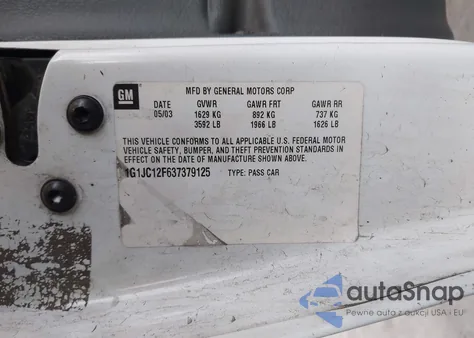 GM
MFD BY GENERAL MOTORS CORP
DATE GVWR GAWR FRT GAWR RR
05/03 1629 KG 892 KG 737 KG
3592 LB 1966 LB 1626 LB
THIS VEHICLE CONFORMS TO ALL APPLICABLE U.S. FEDERAL MOTOR
VEHICLE SAFETY, BUMPER, AND THEFT PREVENTION STANDARDS IN
EFFECT ON THE DATE OF MANUFACTURE SHOWN ABOVE.
1G1JC12F637379125 TYPE: PASS CAR
autoSnap
Pewne auta z aukcji USA i EU